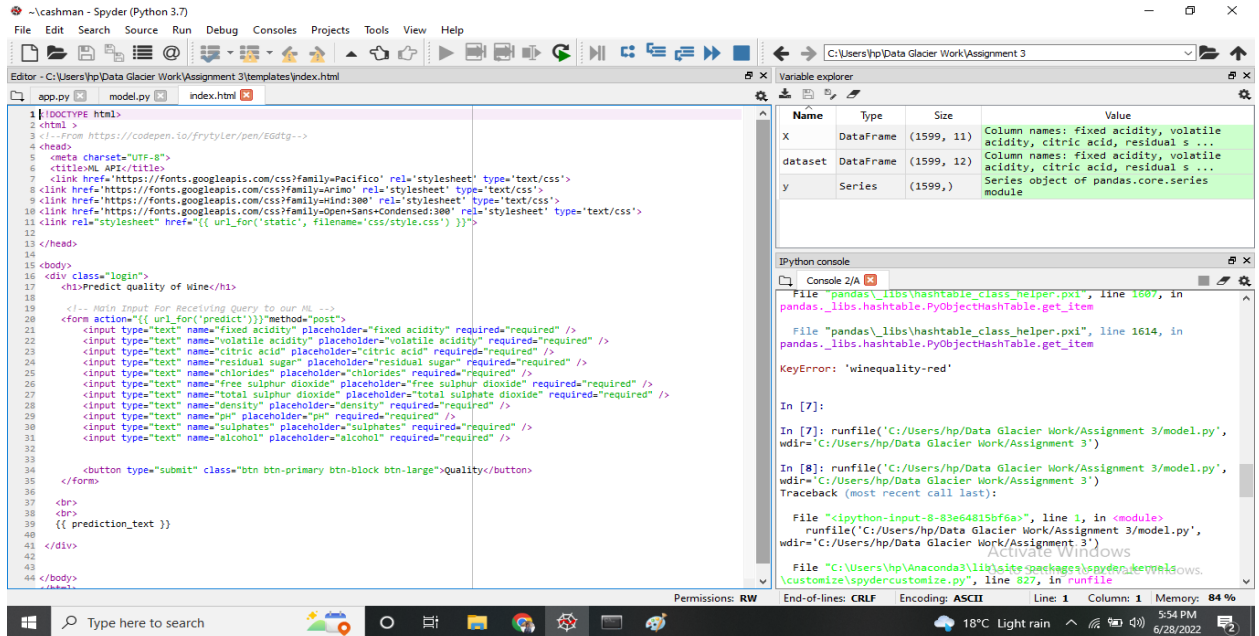 ~\cashman - Spyder (Python 3.7)
File Edit Search Source Run Debug Consoles Projects Tools View Help
C:\Users\hp\Data Glacier Work\Assignment 3
Editor - C:\Users\hp\Data Glacier Work\Assignment 3\templates\index.html
app.py model.py index.html
1 <!DOCTYPE html>
2 <html >
3 <!--From https://codepen.io/frytyler/pen/EGdtg-->
4 <head>
5 <meta charset="UTF-8">
6 <title>ML API</title>
7 <link href='https://fonts.googleapis.com/css?family=Pacifico' rel='stylesheet' type='text/css'>
8 <link href='https://fonts.googleapis.com/css?family=Arimo' rel='stylesheet' type='text/css'>
9 <link href='https://fonts.googleapis.com/css?family=Hind:300' rel='stylesheet' type='text/css'>
10 <link href='https://fonts.googleapis.com/css?family=Open+Sans+Condensed:300' rel='stylesheet' type='text/css'>
11 <link rel="stylesheet" href="{{ url_for('static', filename='css/style.css') }}">
12
13 </head>
14
15 <body>
16 <div class="login">
17 <h1>Predict quality of Wine</h1>
18
19 <!-- Main Input For Receiving Query to our ML -->
20 <form action="{{ url_for('predict')}}"method="post">
21 <input type="text" name="fixed acidity" placeholder="fixed acidity" required="required" />
22 <input type="text" name="volatile acidity" placeholder="volatile acidity" required="required" />
23 <input type="text" name="citric acid" placeholder="citric acid" required="required" />
24 <input type="text" name="residual sugar" placeholder="residual sugar" required="required" />
25 <input type="text" name="chlorides" placeholder="chlorides" required="required" />
26 <input type="text" name="free sulphur dioxide" placeholder="free sulphur dioxide" required="required" />
27 <input type="text" name="total sulphur dioxide" placeholder="total sulphate dioxide" required="required" />
28 <input type="text" name="density" placeholder="density" required="required" />
29 <input type="text" name="pH" placeholder="pH" required="required" />
30 <input type="text" name="sulphates" placeholder="sulphates" required="required" />
31 <input type="text" name="alcohol" placeholder="alcohol" required="required" />
32
33
34 <button type="submit" class="btn btn-primary btn-block btn-large">Quality</button>
35 </form>
36
37 <br>
38 <br>
39 {{ prediction_text }}
40
41 </div>
42
43
44 </body>
Variable explorer
Name Type Size Value
X DataFrame (1599, 11) Column names: fixed acidity, volatile
acidity, citric acid, residual s ...
dataset DataFrame (1599, 12) Column names: fixed acidity, volatile
acidity, citric acid, residual s ...
y Series (1599,) Series object of pandas.core.series
module
IPython console
Console 2/A
File "pandas\_libs\hashtable_class_helper.pxi", line 1607, in
pandas._libs.hashtable.PyObjectHashTable.get_item
File "pandas\_libs\hashtable_class_helper.pxi", line 1614, in
pandas._libs.hashtable.PyObjectHashTable.get_item
KeyError: 'winequality-red'
In [7]:
In [7]: runfile('C:/Users/hp/Data Glacier Work/Assignment 3/model.py',
wdir='C:/Users/hp/Data Glacier Work/Assignment 3')
In [8]: runfile('C:/Users/hp/Data Glacier Work/Assignment 3/model.py',
wdir='C:/Users/hp/Data Glacier Work/Assignment 3')
Traceback (most recent call last):
File "<ipython-input-8-83e64815bf6a>", line 1, in <module>
runfile('C:/Users/hp/Data Glacier Work/Assignment 3/model.py',
wdir='C:/Users/hp/Data Glacier Work/Assignment 3')
Activate Windows
File "C:\Users\hp\Anaconda3\lib\site-packages\spyder_kernels
Go to Settings to activate Windows.
\customize\spydercustomize.py", line 827, in runfile
Permissions: RW End-of-lines: CRLF Encoding: ASCII Line: 1 Column: 1 Memory: 84 %
Type here to search
18°C Light rain
5:54 PM
6/28/2022
2